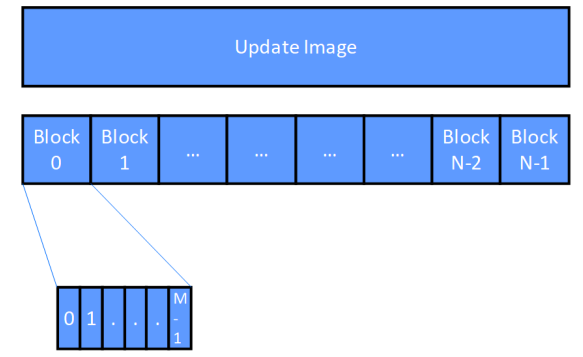 Update Image
Block 0
Block 1
...
...
...
...
Block N-2
Block N-1
0 1 . . . M-1